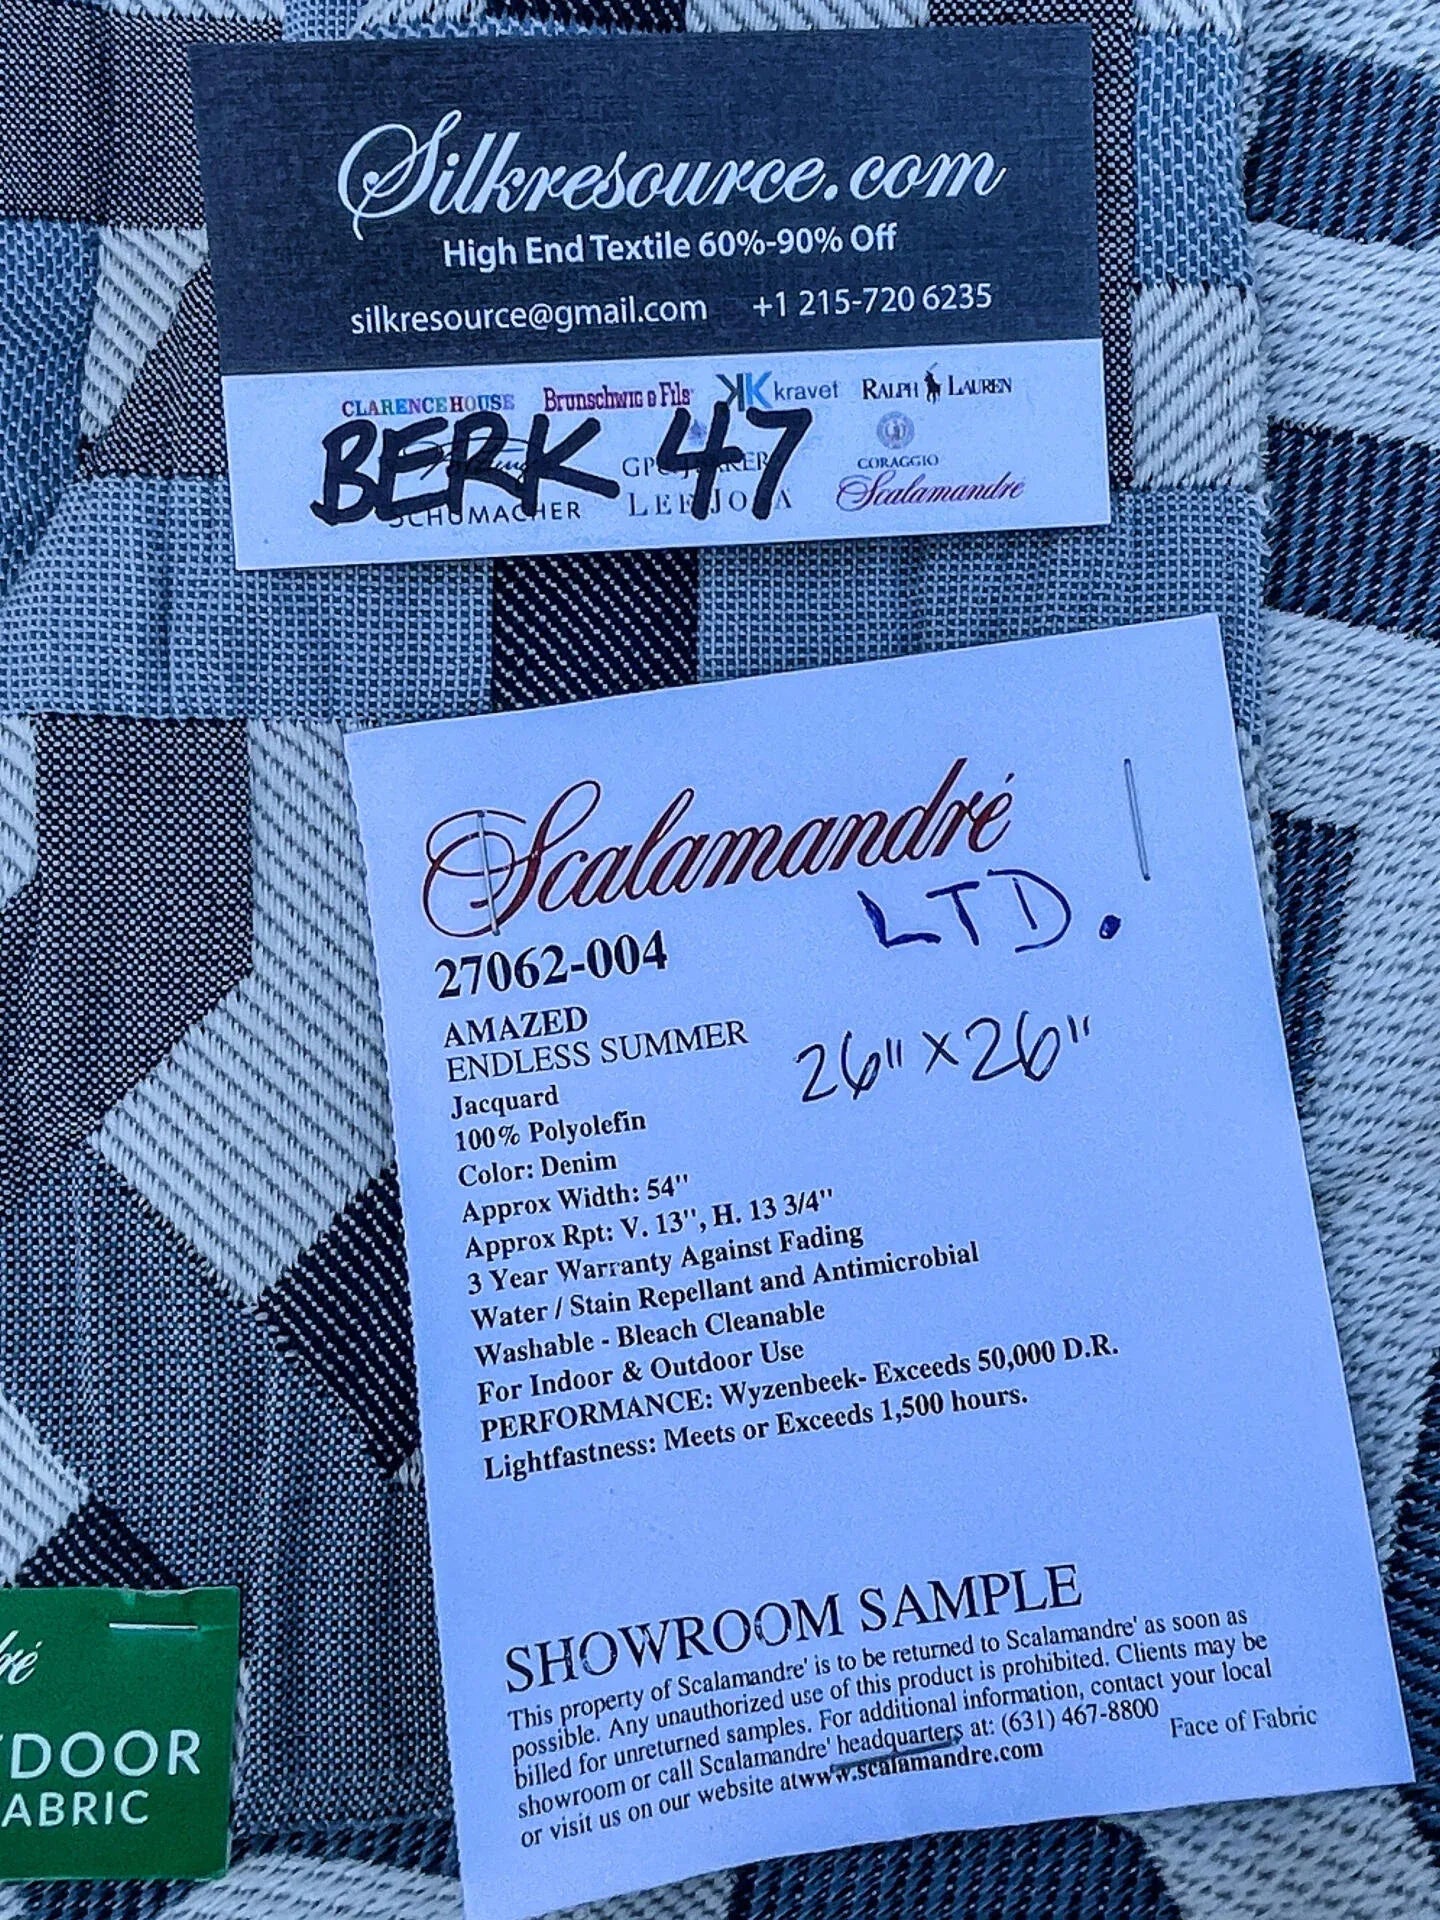 Silkresource.com
High End Textile 60%-90% Off
silkresource@gmail.com +1 215-720 6235
CLARENCE HOUSE Brunschwig & Fils kravet RALPH LAUREN
BERK 47
CORAGGIO
SCHUMACHER LEE JOFA Scalamandré
Scalamandré
LTD.
27062-004
AMAZED
ENDLESS SUMMER
26" x 26"
Jacquard
100% Polyolefin
Color: Denim
Approx Width: 54"
Approx Rpt: V. 13", H. 13 3/4"
3 Year Warranty Against Fading
Water / Stain Repellant and Antimicrobial
Washable - Bleach Cleanable
For Indoor & Outdoor Use
PERFORMANCE: Wyzenbeek- Exceeds 50,000 D.R.
Lightfastness: Meets or Exceeds 1,500 hours.
SHOWROOM SAMPLE
This property of Scalamandre' is to be returned to Scalamandre' as soon as
possible. Any unauthorized use of this product is prohibited. Clients may be
billed for unreturned samples. For additional information, contact your local
showroom or call Scalamandre' headquarters at: (631) 467-8800
or visit us on our website atwww.scalamandre.com
Face of Fabric
ré
TDOOR
ABRIC